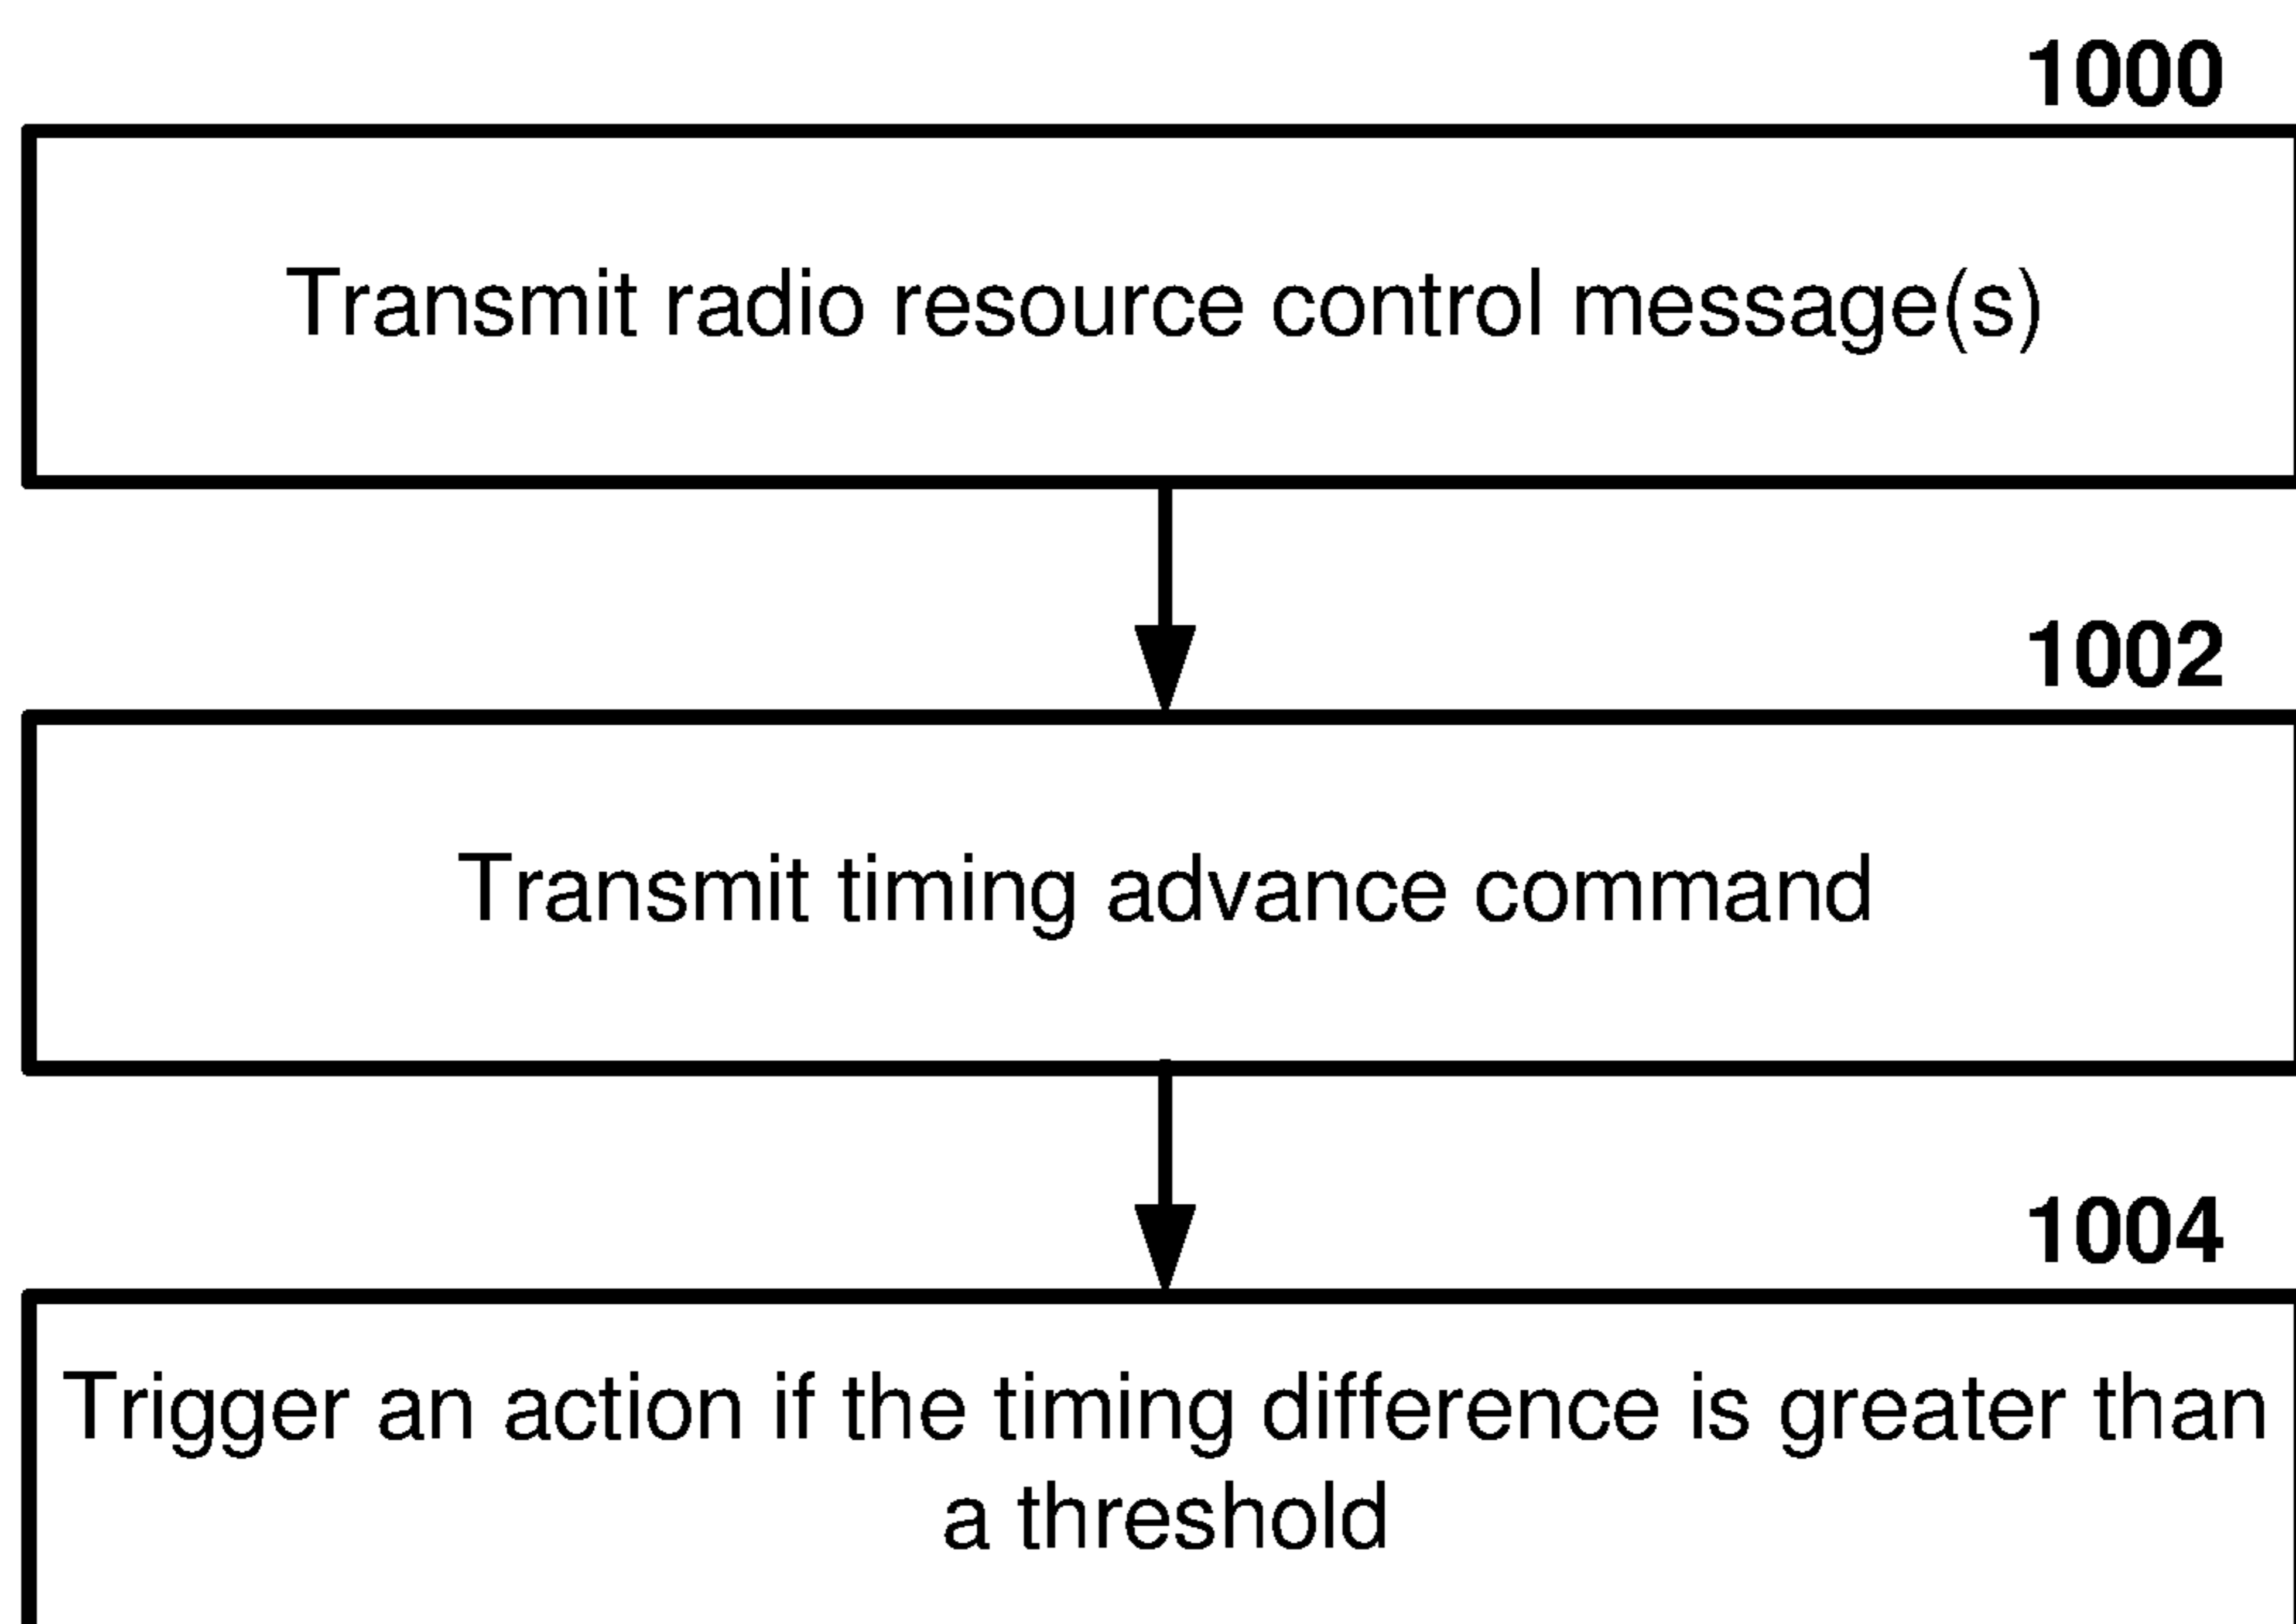 1000
Transmit radio resource control message(s)
1002
Transmit timing advance command
1004
Trigger an action if the timing difference is greater than
a threshold